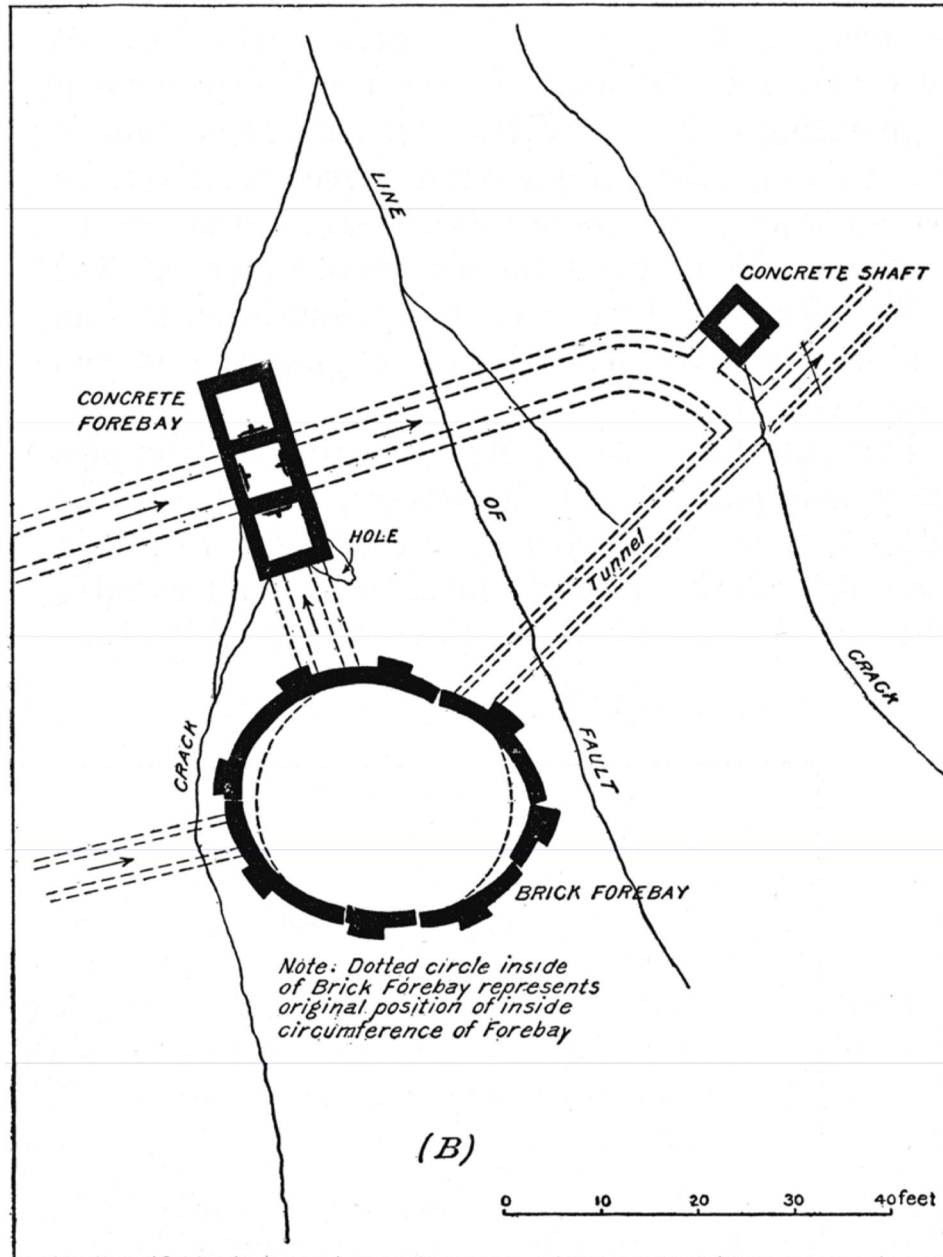 LINE
CONCRETE SHAFT
CONCRETE
FOREBAY
OF
HOLE
Tunnel
CRACK
CRACK
FAULT
BRICK FOREBAY
Note: Dotted circle inside
of Brick Forebay represents
original position of inside
circumference of Forebay
(B)
0 10 20 30 40 feet